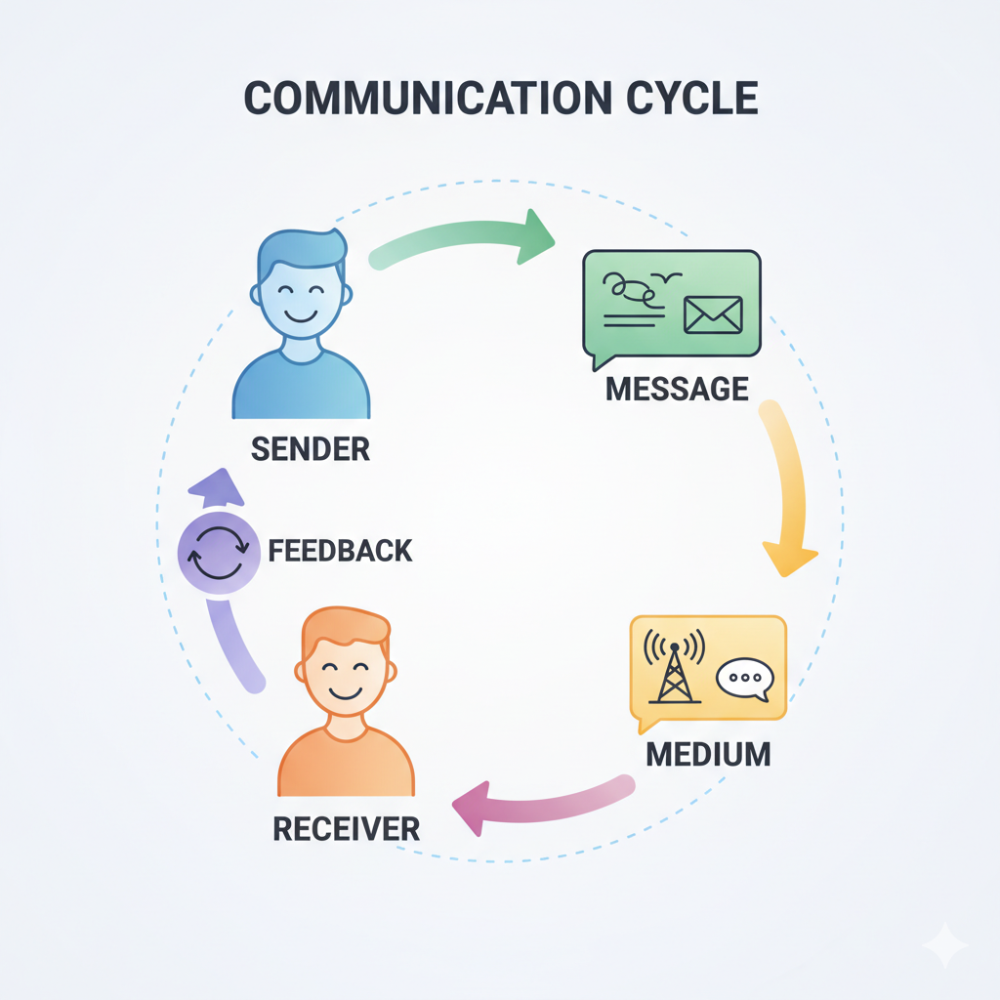 COMMUNICATION CYCLE
SENDER
MESSAGE
FEEDBACK
MEDIUM
RECEIVER